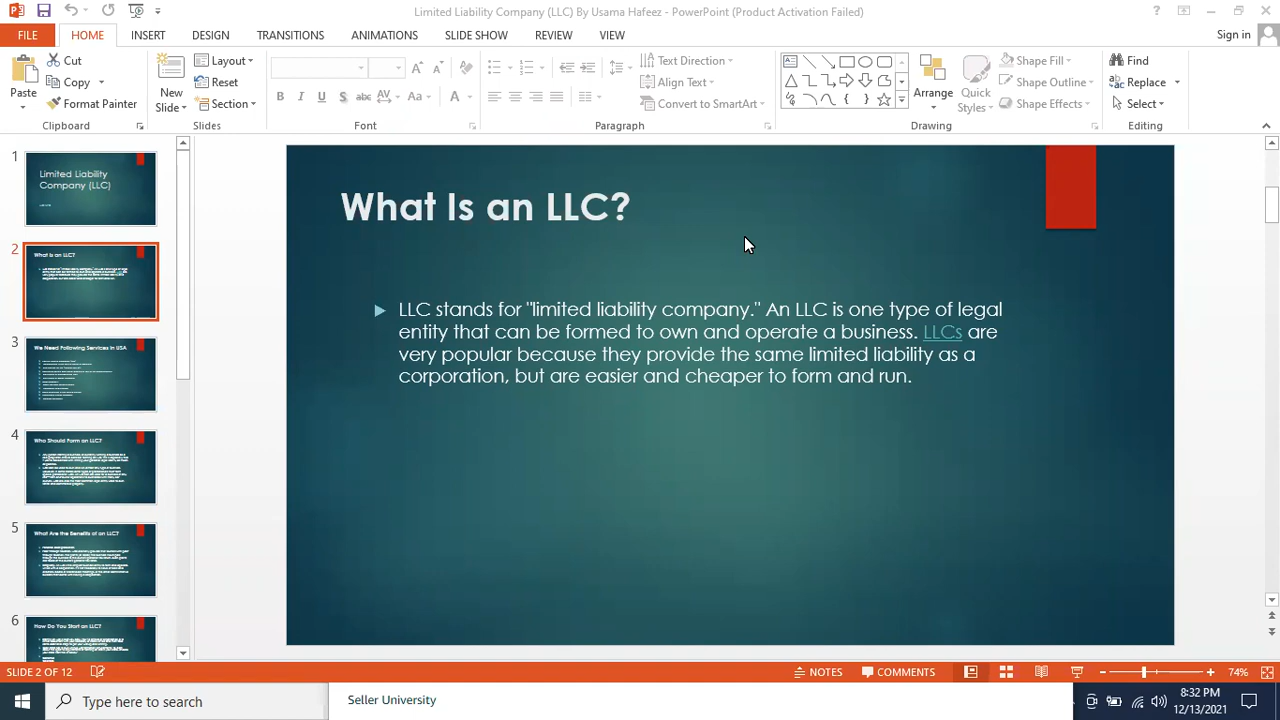 Limited Liability Company (LLC) By Usama Hafeez - PowerPoint (Product Activation Failed)
FILE HOME INSERT DESIGN TRANSITIONS ANIMATIONS SLIDE SHOW REVIEW VIEW Sign in
Paste
Cut
Copy
Format Painter
Clipboard
New
Slide
Layout
Reset
Section
Slides
Font
Text Direction
Align Text
Convert to SmartArt
Paragraph
Arrange
Quick
Styles
Shape Fill
Shape Outline
Shape Effects
Drawing
Find
Replace
Select
Editing
1
Limited Liability
Company (LLC)
2
What Is an LLC?
3
We Need Following Services in USA
4
Who Should Form an LLC?
5
What Are the Benefits of an LLC?
6
How Do You Start an LLC?
What Is an LLC?
LLC stands for "limited liability company." An LLC is one type of legal
entity that can be formed to own and operate a business. LLCs are
very popular because they provide the same limited liability as a
corporation, but are easier and cheaper to form and run.
SLIDE 2 OF 12 NOTES COMMENTS 74%
Type here to search
Seller University
8:32 PM
12/13/2021